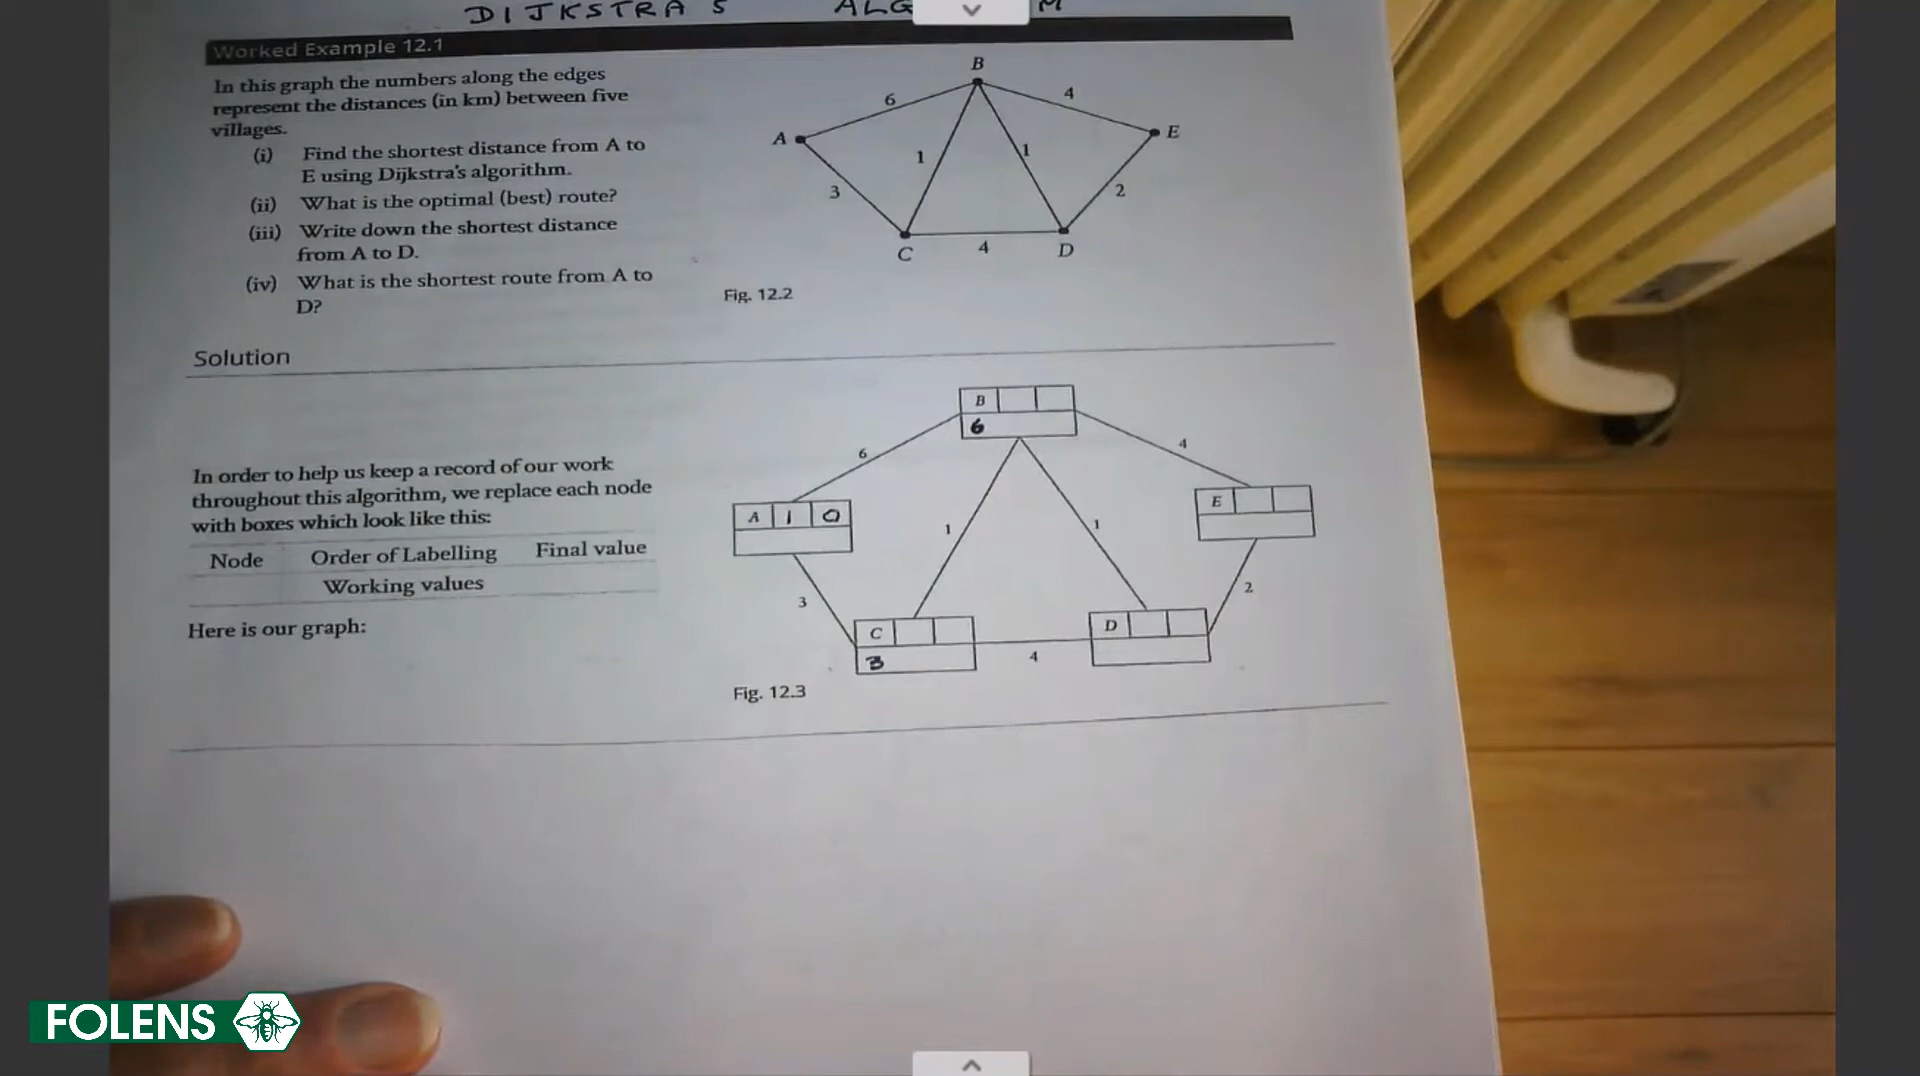 DIJKSTRA S
Worked Example 12.1
In this graph the numbers along the edges
represent the distances (in km) between five
villages.
(i) Find the shortest distance from A to
E using Dijkstra's algorithm.
(ii) What is the optimal (best) route?
(iii) Write down the shortest distance
from A to D.
(iv) What is the shortest route from A to
D?
B
6
4
A
E
1
1
3
2
C
4
D
Fig. 12.2
Solution
In order to help us keep a record of our work
throughout this algorithm, we replace each node
with boxes which look like this:
Node Order of Labelling Final value
Working values
Here is our graph:
B
6
6
4
A 1 0
E
1
1
3
2
C
3
4
D
Fig. 12.3
FOLENS